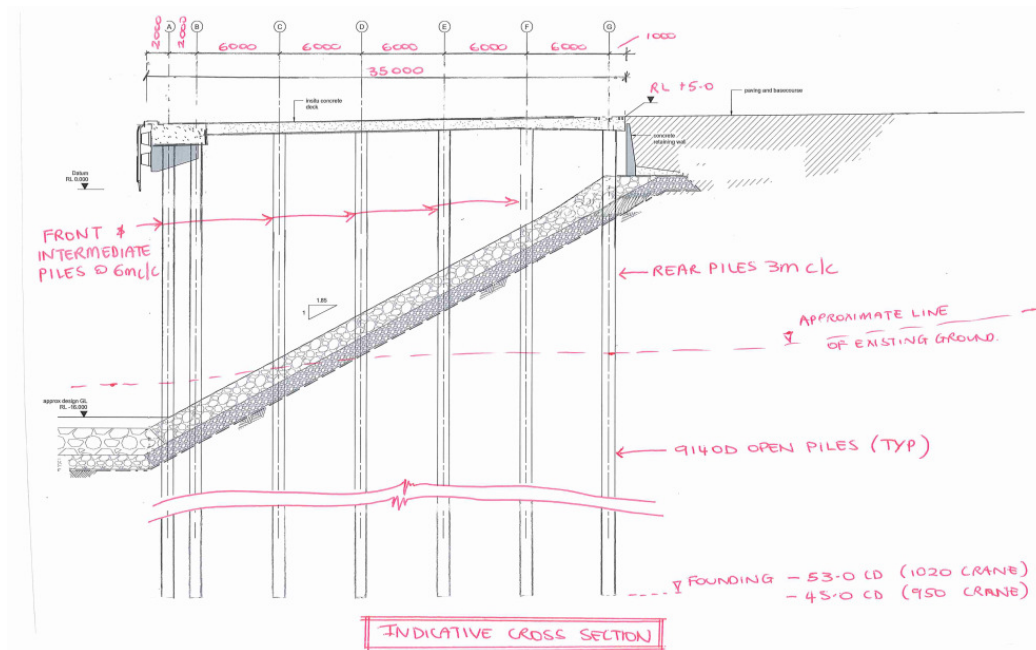 A B C D E F G
2000 2000 6000 6000 6000 6000 6000 1000
35000
RL +5.0
insitu concrete
deck
paving and basecourse
concrete
retaining wall
Datum
RL 0.000
FRONT &
INTERMEDIATE
PILES @ 6m c/c
REAR PILES 3m c/c
1.85
1
APPROXIMATE LINE
OF EXISTING GROUND.
approx design GL
RL -16.000
914OD OPEN PILES (TYP)
FOUNDING -53.0 CD (1020 CRANE)
-45.0 CD (950 CRANE)
INDICATIVE CROSS SECTION